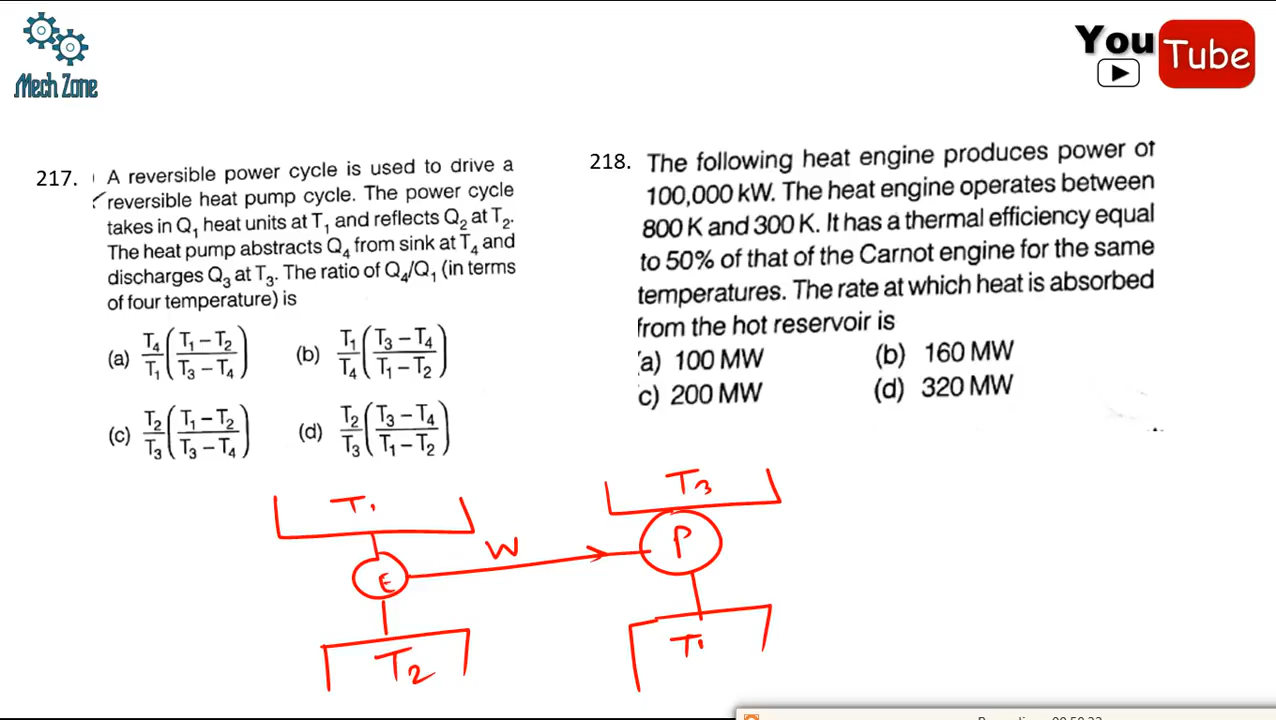 Mech Zone
You Tube
217. A reversible power cycle is used to drive a
reversible heat pump cycle. The power cycle
takes in Q₁ heat units at T₁ and reflects Q₂ at T₂.
The heat pump abstracts Q₄ from sink at T₄ and
discharges Q₃ at T₃. The ratio of Q₄/Q₁ (in terms
of four temperature) is
(a) T₄/T₁ (T₁ – T₂ / T₃ – T₄) (b) T₁/T₄ (T₃ – T₄ / T₁ – T₂)
(c) T₂/T₃ (T₁ – T₂ / T₃ – T₄) (d) T₂/T₃ (T₃ – T₄ / T₁ – T₂)
218. The following heat engine produces power of
100,000 kW. The heat engine operates between
800 K and 300 K. It has a thermal efficiency equal
to 50% of that of the Carnot engine for the same
temperatures. The rate at which heat is absorbed
from the hot reservoir is
a) 100 MW (b) 160 MW
c) 200 MW (d) 320 MW
T₁ T₃
E W P
T₂ T₁